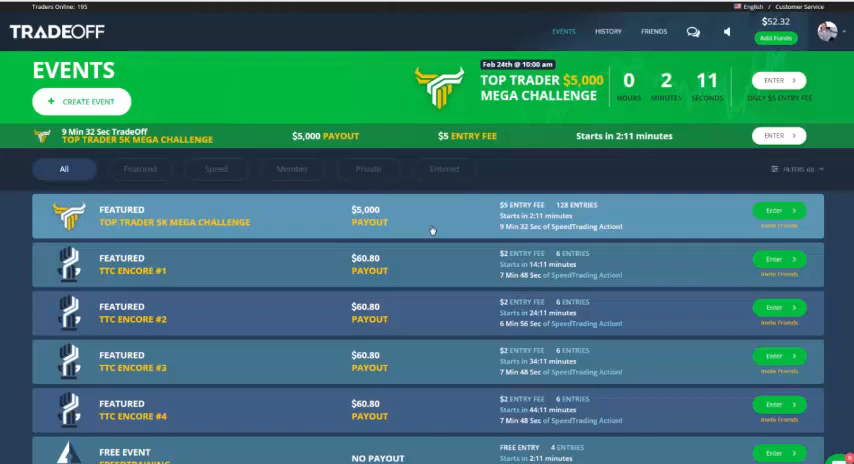 Traders Online: 195
English / Customer Service
TRADEOFF
EVENTS HISTORY FRIENDS
$52.32
Add Funds
EVENTS
+ CREATE EVENT
Feb 24th @ 10:00 am
TOP TRADER $5,000
MEGA CHALLENGE
0 2 11
HOURS MINUTES SECONDS
ENTER >
ONLY $5 ENTRY FEE
9 Min 32 Sec TradeOff
TOP TRADER 5K MEGA CHALLENGE
$5,000 PAYOUT
$5 ENTRY FEE
Starts in 2:11 minutes
ENTER >
All Featured Speed Member Private Entered
FILTERS (0)
FEATURED
TOP TRADER 5K MEGA CHALLENGE
$5,000
PAYOUT
$5 ENTRY FEE 128 ENTRIES
Starts in 2:11 minutes
9 Min 32 Sec of SpeedTrading Action!
Enter >
Invite Friends
FEATURED
TTC ENCORE #1
$60.80
PAYOUT
$2 ENTRY FEE 6 ENTRIES
Starts in 14:11 minutes
7 Min 48 Sec of SpeedTrading Action!
Enter >
Invite Friends
FEATURED
TTC ENCORE #2
$60.80
PAYOUT
$2 ENTRY FEE 6 ENTRIES
Starts in 24:11 minutes
6 Min 56 Sec of SpeedTrading Action!
Enter >
Invite Friends
FEATURED
TTC ENCORE #3
$60.80
PAYOUT
$2 ENTRY FEE 6 ENTRIES
Starts in 34:11 minutes
7 Min 48 Sec of SpeedTrading Action!
Enter >
Invite Friends
FEATURED
TTC ENCORE #4
$60.80
PAYOUT
$2 ENTRY FEE 6 ENTRIES
Starts in 44:11 minutes
7 Min 48 Sec of SpeedTrading Action!
Enter >
Invite Friends
FREE EVENT
NO PAYOUT
FREE ENTRY 4 ENTRIES
Starts in 2:11 minutes
Enter >